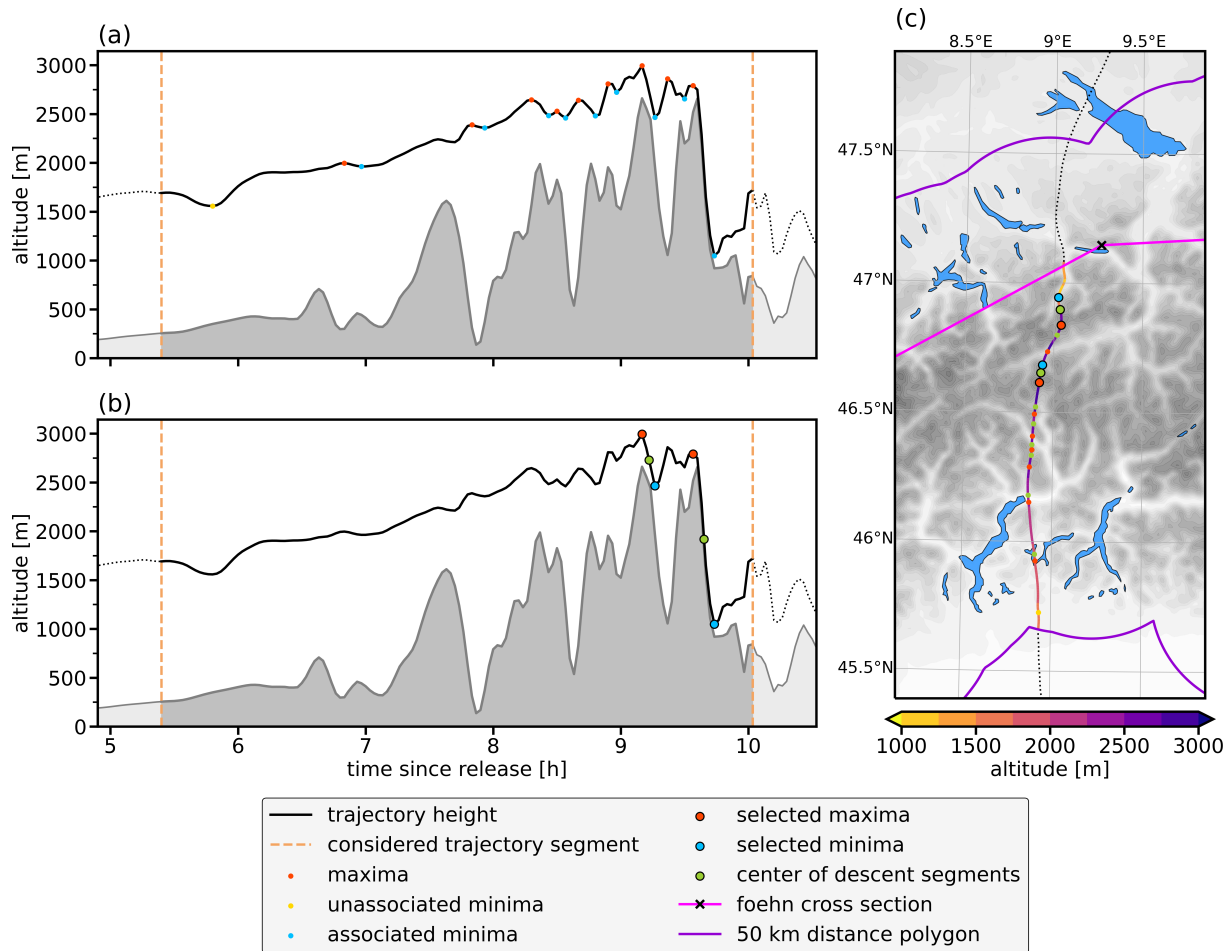 (a)
altitude [m]
3000
2500
2000
1500
1000
500
0
(b)
altitude [m]
3000
2500
2000
1500
1000
500
0
5 6 7 8 9 10
time since release [h]
(c)
8.5°E 9°E 9.5°E
47.5°N
47°N
46.5°N
46°N
45.5°N
1000 1500 2000 2500 3000
altitude [m]
trajectory height
considered trajectory segment
maxima
unassociated minima
associated minima
selected maxima
selected minima
center of descent segments
foehn cross section
50 km distance polygon